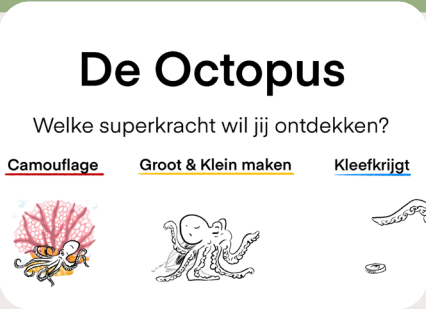 De Octopus
Welke superkracht wil jij ontdekken?
Camouflage Groot & Klein maken Kleefkrijgt